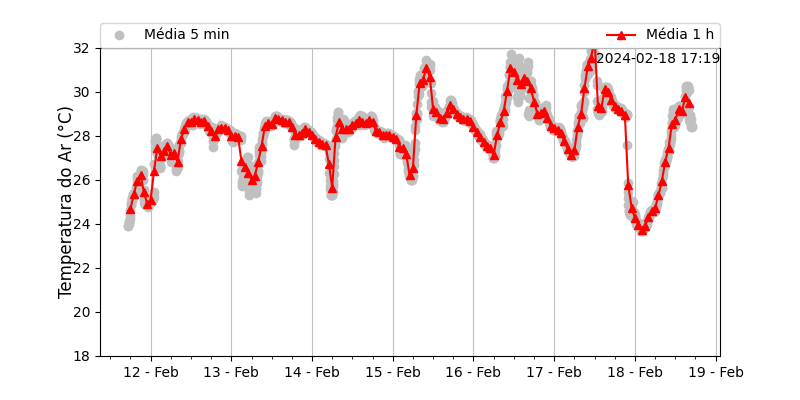 Média 5 min
Média 1 h
2024-02-18 17:19
Temperatura do Ar (°C)
32
30
28
26
24
22
20
18
12 - Feb
13 - Feb
14 - Feb
15 - Feb
16 - Feb
17 - Feb
18 - Feb
19 - Feb